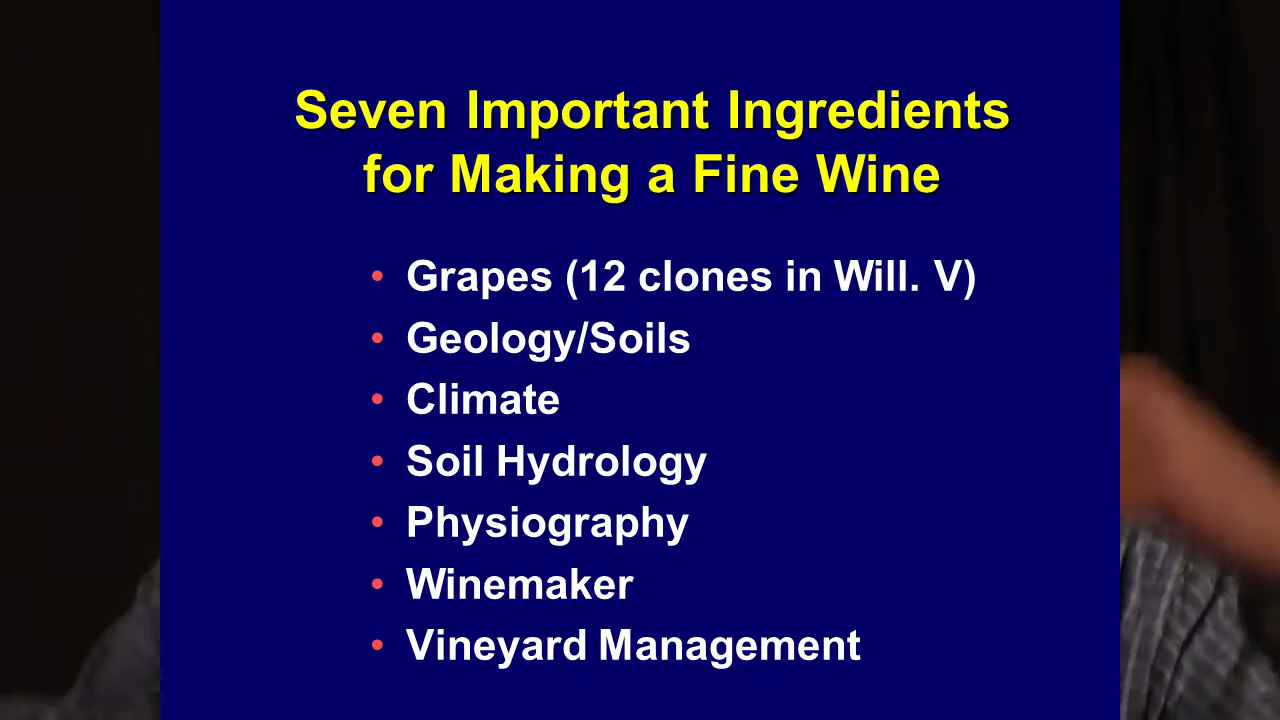 Seven Important Ingredients
for Making a Fine Wine
• Grapes (12 clones in Will. V)
• Geology/Soils
• Climate
• Soil Hydrology
• Physiography
• Winemaker
• Vineyard Management